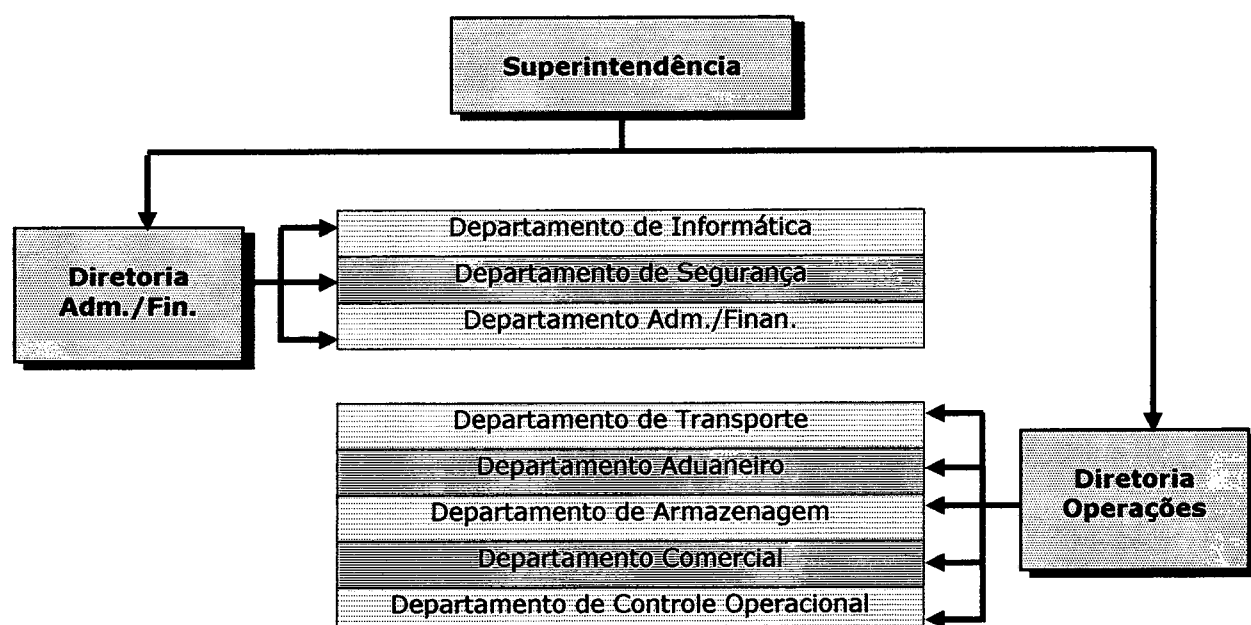 Superintendência
Diretoria
Adm./Fin.
Departamento de Informática
Departamento de Segurança
Departamento Adm./Finan.
Departamento de Transporte
Departamento Aduaneiro
Departamento de Armazenagem
Departamento Comercial
Departamento de Controle Operacional
Diretoria
Operações